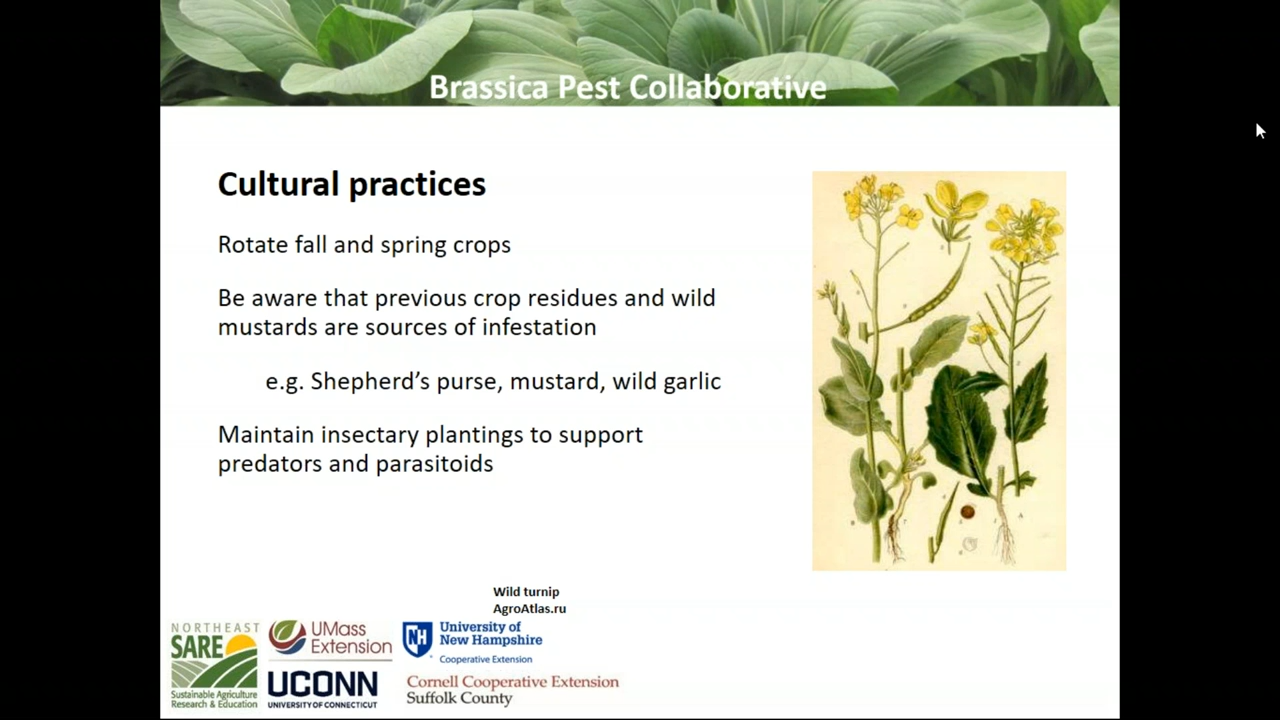 Brassica Pest Collaborative
Cultural practices
Rotate fall and spring crops
Be aware that previous crop residues and wild
mustards are sources of infestation
e.g. Shepherd’s purse, mustard, wild garlic
Maintain insectary plantings to support
predators and parasitoids
Wild turnip
AgroAtlas.ru
NORTHEAST
SARE
Sustainable Agriculture
Research & Education
UMass
Extension
UCONN
UNIVERSITY OF CONNECTICUT
NH
University of
New Hampshire
Cooperative Extension
Cornell Cooperative Extension
Suffolk County